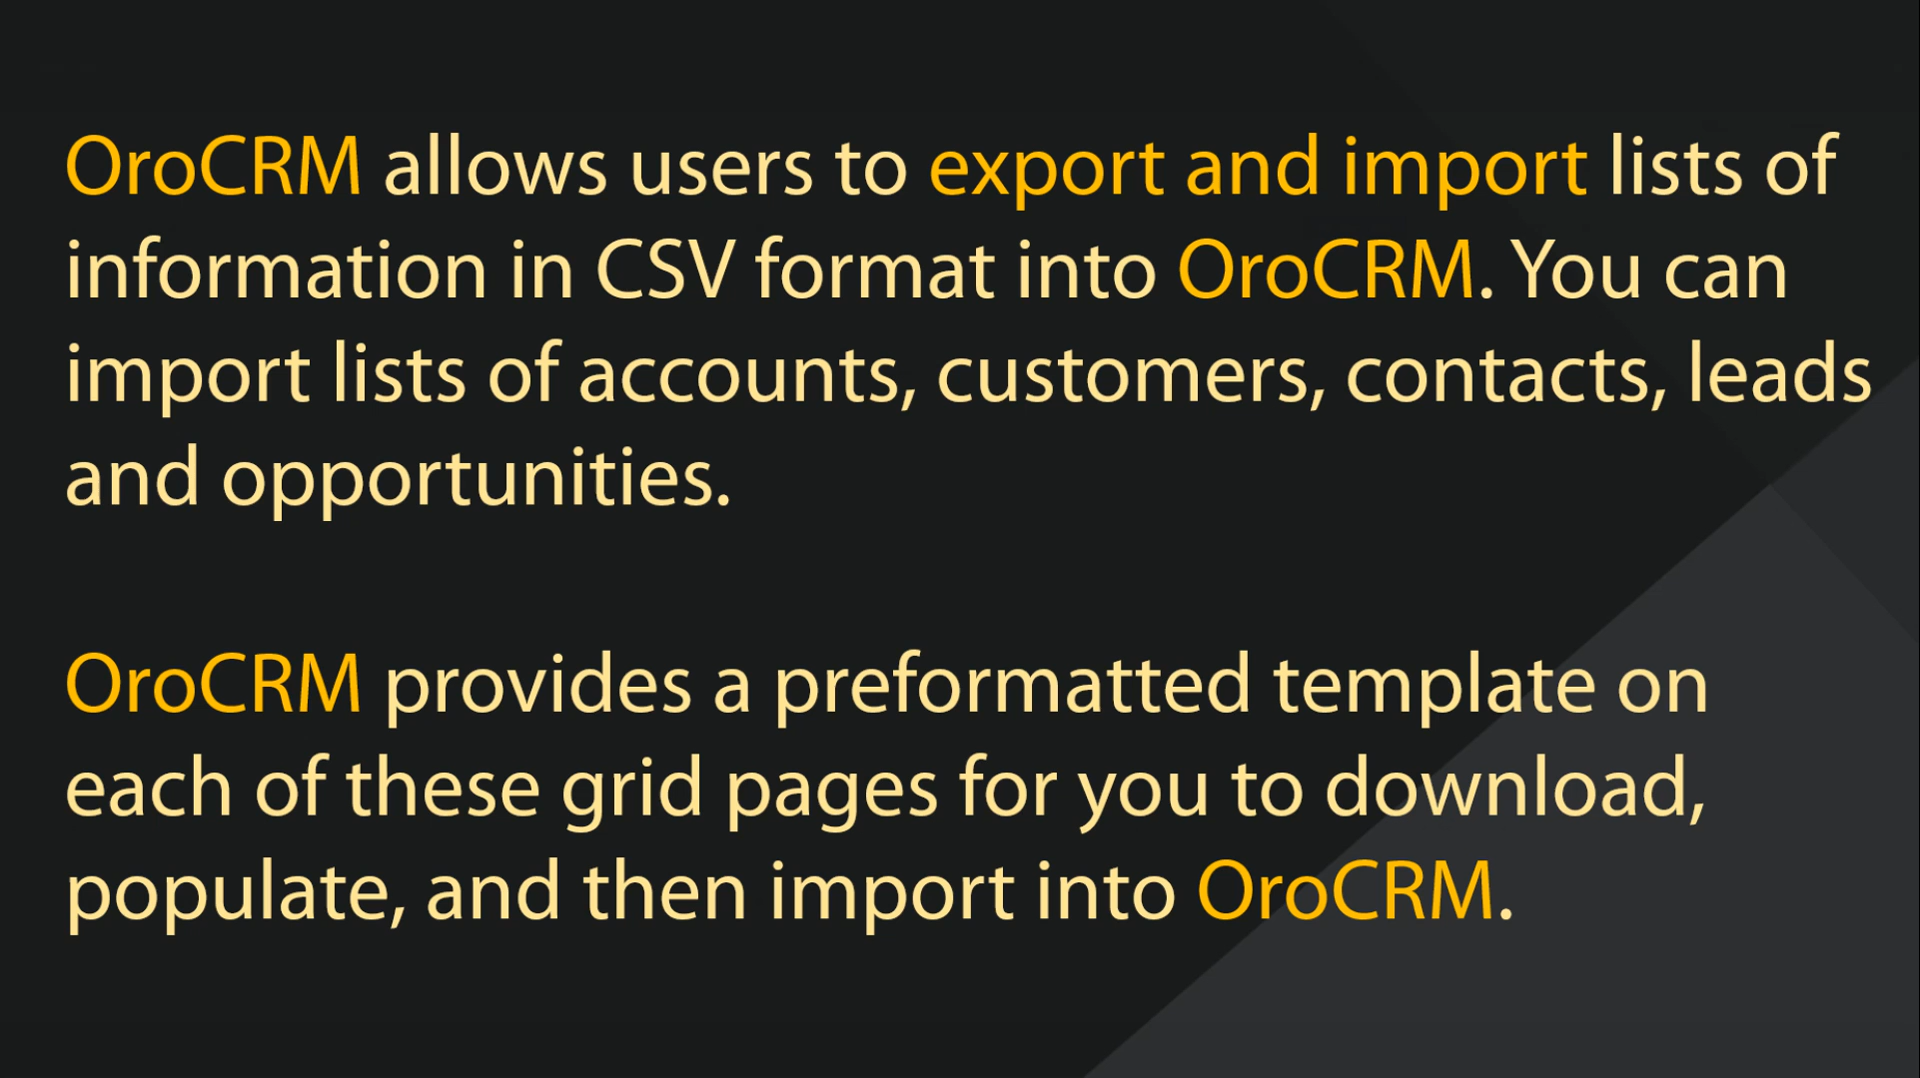 OroCRM allows users to export and import lists of
information in CSV format into OroCRM. You can
import lists of accounts, customers, contacts, leads
and opportunities.
OroCRM provides a preformatted template on
each of these grid pages for you to download,
populate, and then import into OroCRM.